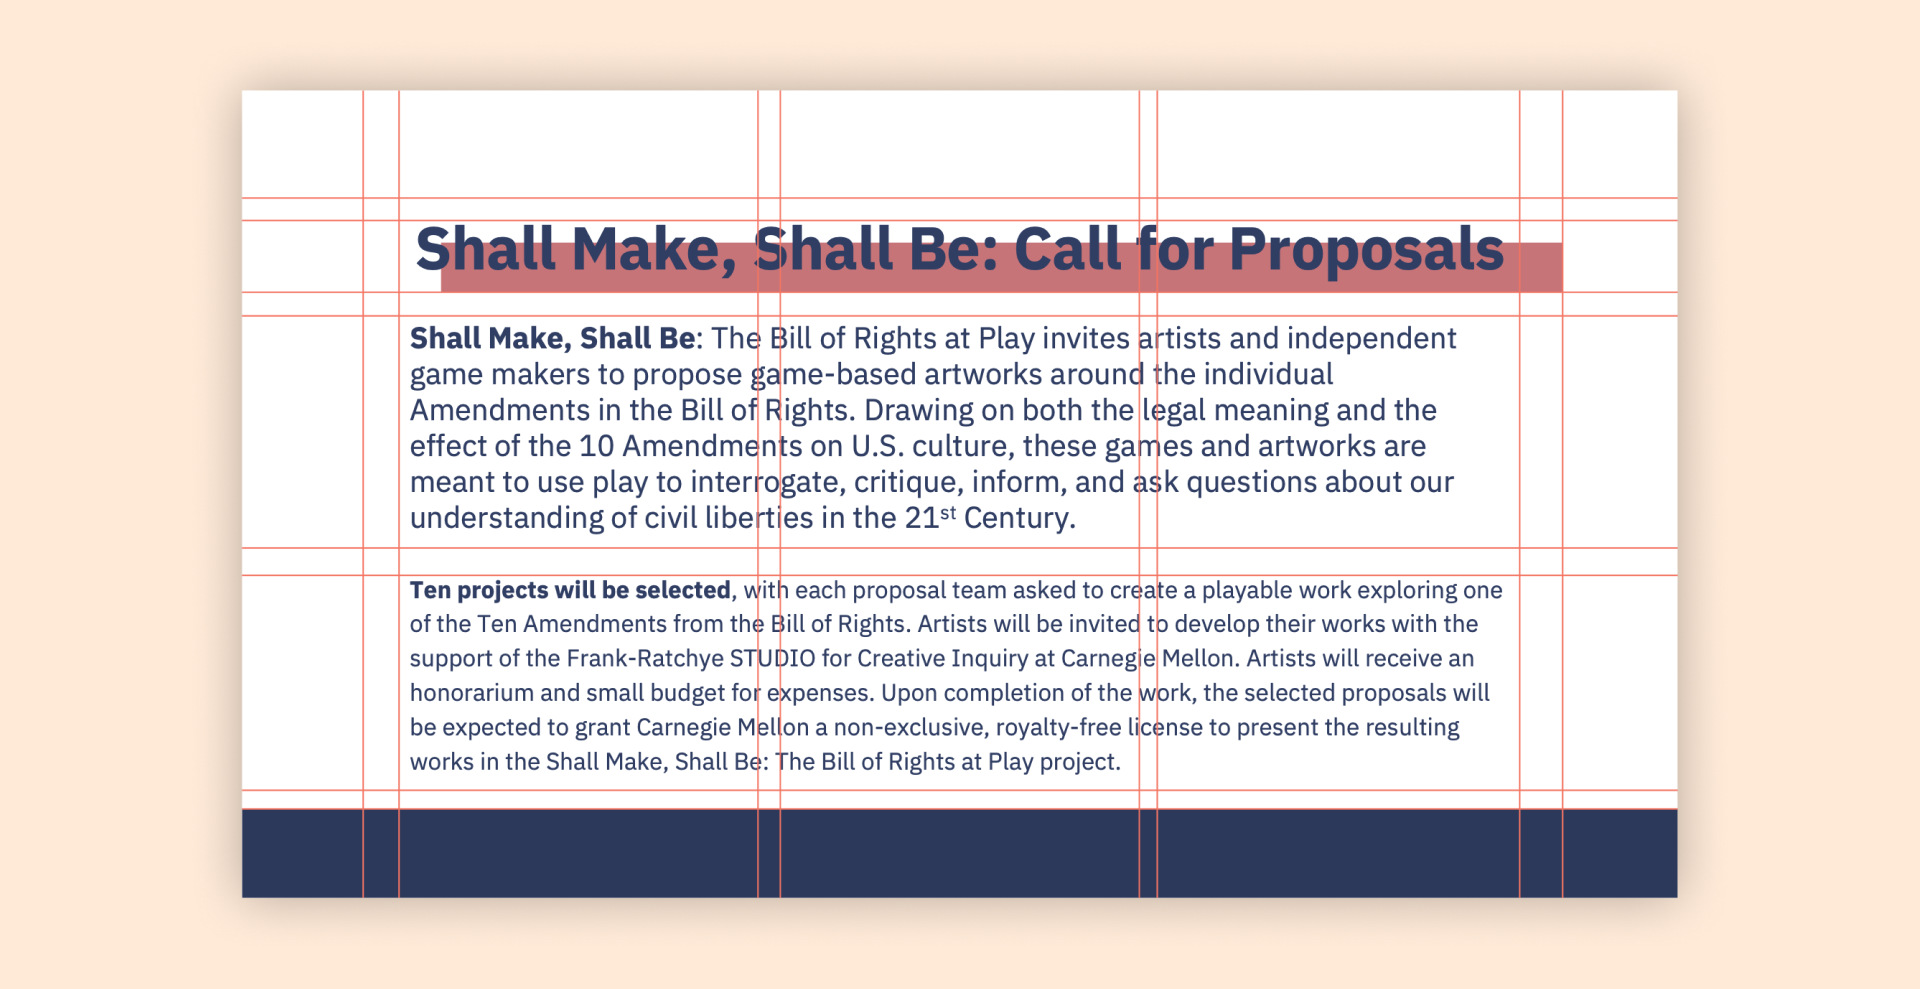 Shall Make, Shall Be: Call for Proposals
Shall Make, Shall Be: The Bill of Rights at Play invites artists and independent
game makers to propose game-based artworks around the individual
Amendments in the Bill of Rights. Drawing on both the legal meaning and the
effect of the 10 Amendments on U.S. culture, these games and artworks are
meant to use play to interrogate, critique, inform, and ask questions about our
understanding of civil liberties in the 21st Century.
Ten projects will be selected, with each proposal team asked to create a playable work exploring one
of the Ten Amendments from the Bill of Rights. Artists will be invited to develop their works with the
support of the Frank-Ratchye STUDIO for Creative Inquiry at Carnegie Mellon. Artists will receive an
honorarium and small budget for expenses. Upon completion of the work, the selected proposals will
be expected to grant Carnegie Mellon a non-exclusive, royalty-free license to present the resulting
works in the Shall Make, Shall Be: The Bill of Rights at Play project.